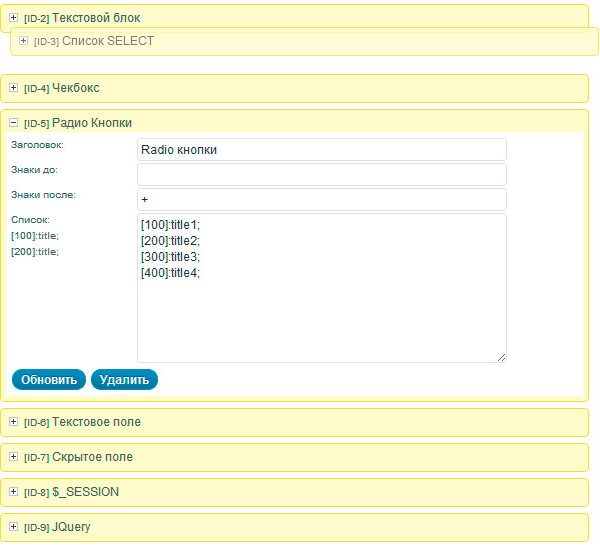 [ID-2] Текстовой блок
[ID-3] Список SELECT
[ID-4] Чекбокс
[ID-5] Радио Кнопки
Заголовок:
Radio кнопки
Знаки до:
Знаки после:
+
Список:
[100]:title;
[200]:title;
[100]:title1;
[200]:title2;
[300]:title3;
[400]:title4;
Обновить Удалить
[ID-6] Текстовое поле
[ID-7] Скрытое поле
[ID-8] $_SESSION
[ID-9] JQuery